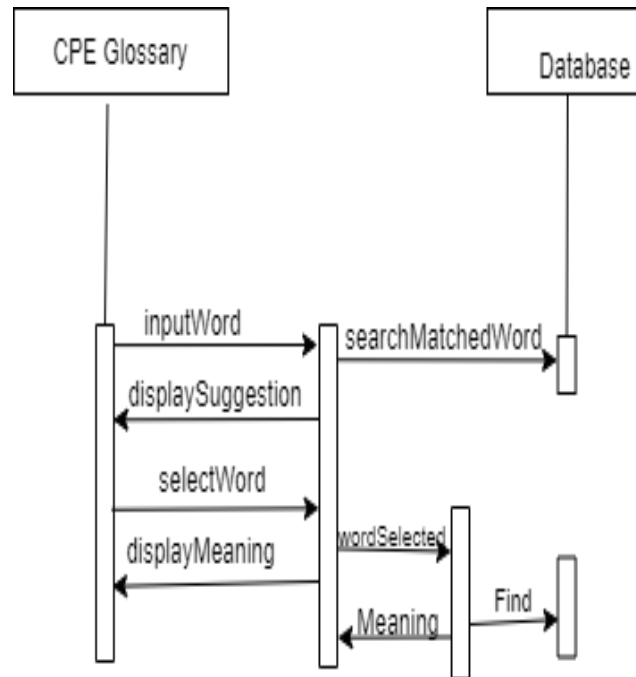 CPE Glossary
Database
inputWord
searchMatchedWord
displaySuggestion
selectWord
wordSelected
displayMeaning
Find
Meaning